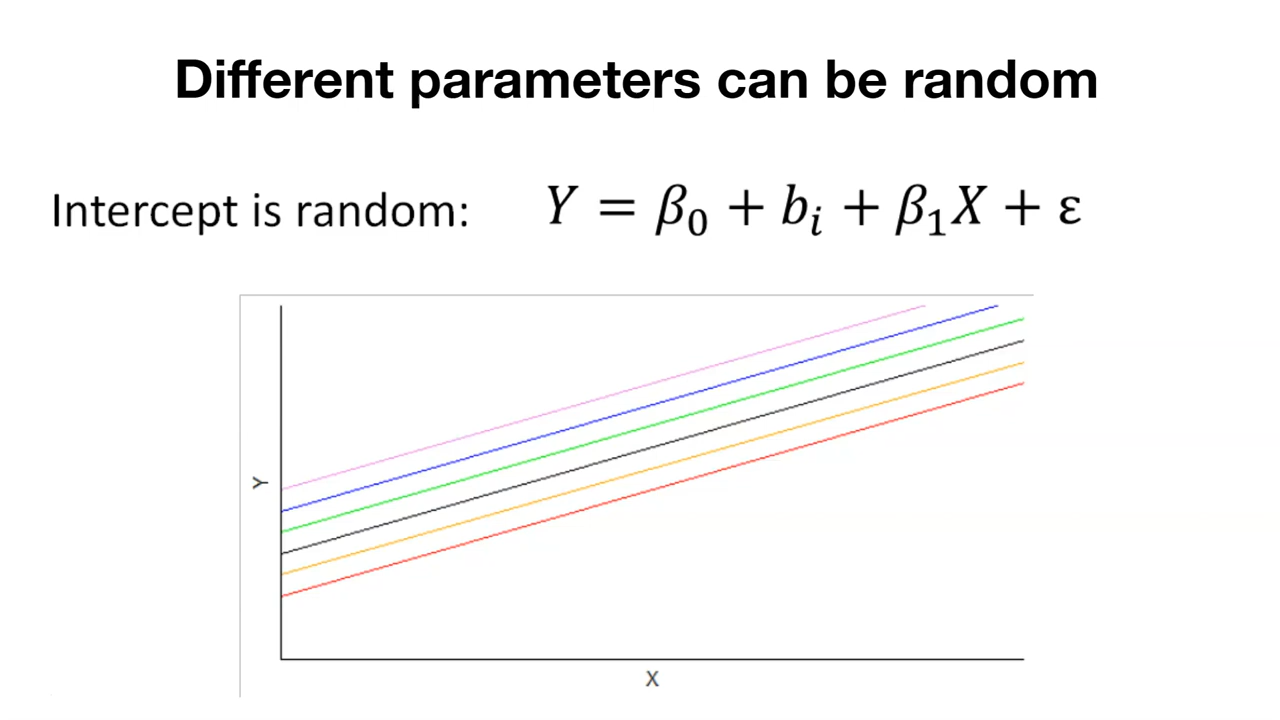 Different parameters can be random
Intercept is random: Y = β₀ + bᵢ + β₁X + ε
Y
X